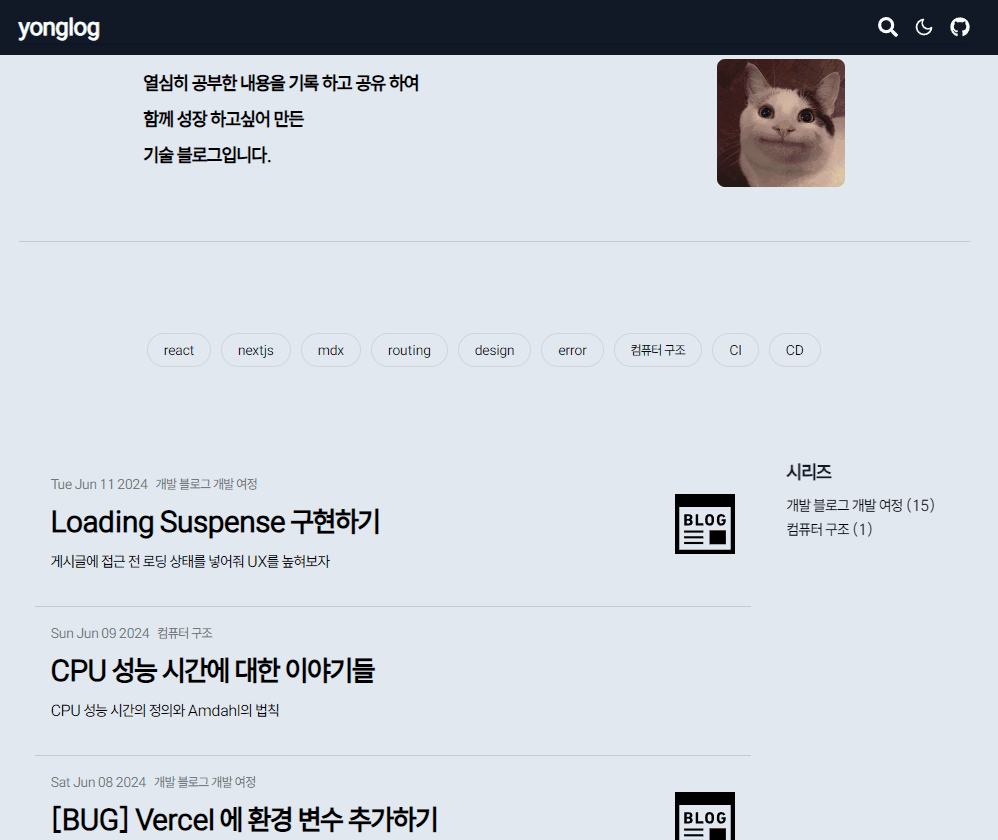 yonglog
열심히 공부한 내용을 기록 하고 공유 하여
함께 성장 하고싶어 만든
기술 블로그입니다.
react nextjs mdx routing design error 컴퓨터 구조 CI CD
Tue Jun 11 2024 개발 블로그 개발 여정
Loading Suspense 구현하기
게시글에 접근 전 로딩 상태를 넣어줘 UX를 높혀보자
BLOG
시리즈
개발 블로그 개발 여정 (15)
컴퓨터 구조 (1)
Sun Jun 09 2024 컴퓨터 구조
CPU 성능 시간에 대한 이야기들
CPU 성능 시간의 정의와 Amdahl의 법칙
Sat Jun 08 2024 개발 블로그 개발 여정
[BUG] Vercel 에 환경 변수 추가하기
BLOG